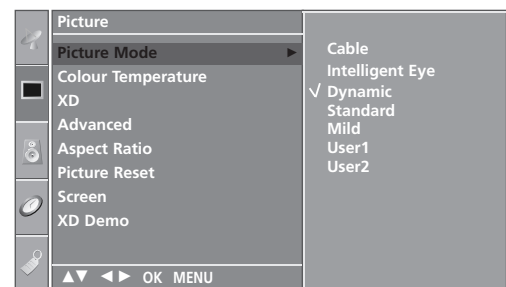 Picture
Picture Mode ►
Colour Temperature
XD
Advanced
Aspect Ratio
Picture Reset
Screen
XD Demo
▲▼ ◄► OK MENU
Cable
Intelligent Eye
√ Dynamic
Standard
Mild
User1
User2